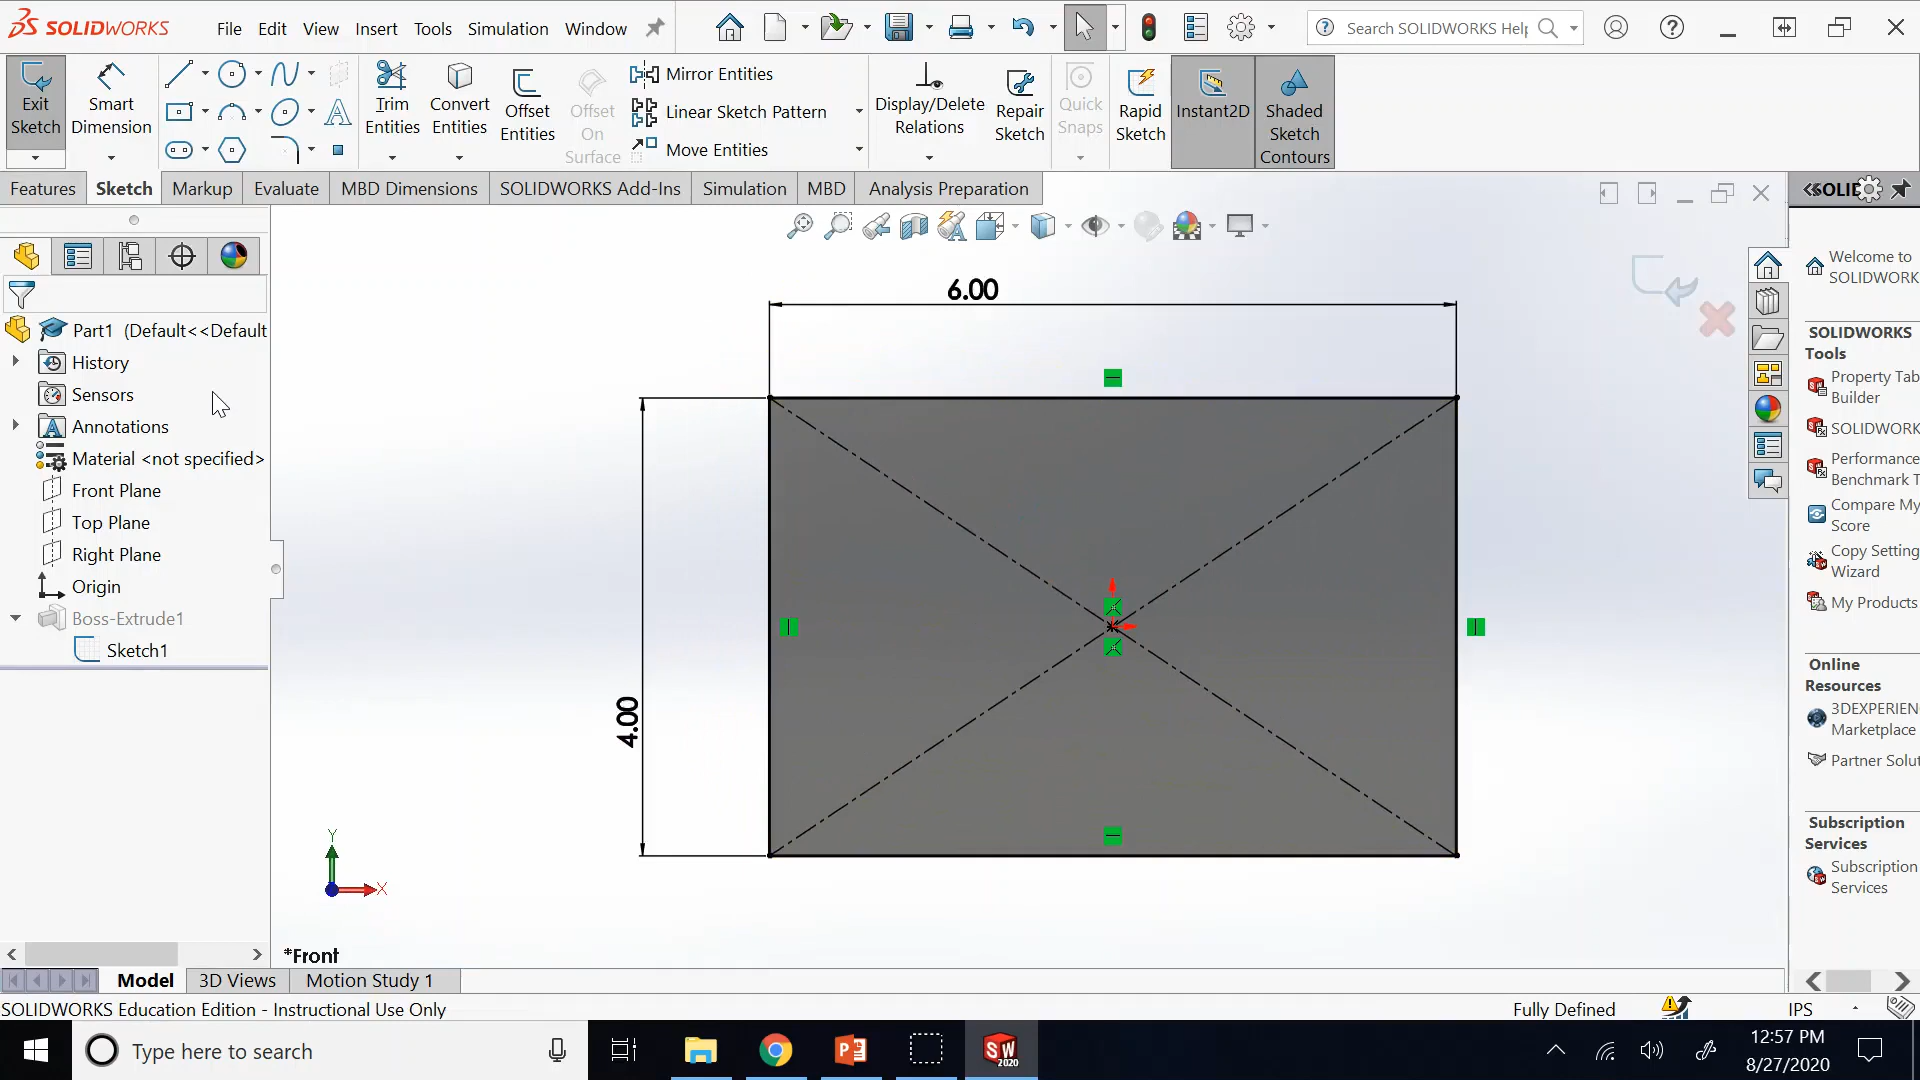 SOLIDWORKS
File Edit View Insert Tools Simulation Window
Search SOLIDWORKS Help
Exit Sketch
Smart Dimension
Trim Entities
Convert Entities
Offset Entities
Offset On Surface
Mirror Entities
Linear Sketch Pattern
Move Entities
Display/Delete Relations
Repair Sketch
Quick Snaps
Rapid Sketch
Instant2D
Shaded Sketch Contours
Features Sketch Markup Evaluate MBD Dimensions SOLIDWORKS Add-Ins Simulation MBD Analysis Preparation
Part1 (Default<<Default
History
Sensors
Annotations
Material <not specified>
Front Plane
Top Plane
Right Plane
Origin
Boss-Extrude1
Sketch1
6.00
4.00
Y
X
*Front
SOLID
Welcome to
SOLIDWORK
SOLIDWORKS
Tools
Property Tab
Builder
SOLIDWORK
Performance
Benchmark T
Compare My
Score
Copy Setting
Wizard
My Products
Online
Resources
3DEXPERIEN
Marketplace
Partner Solut
Subscription
Services
Subscription
Services
Model 3D Views Motion Study 1
SOLIDWORKS Education Edition - Instructional Use Only
Fully Defined
IPS
Type here to search
SW
2020
12:57 PM
8/27/2020